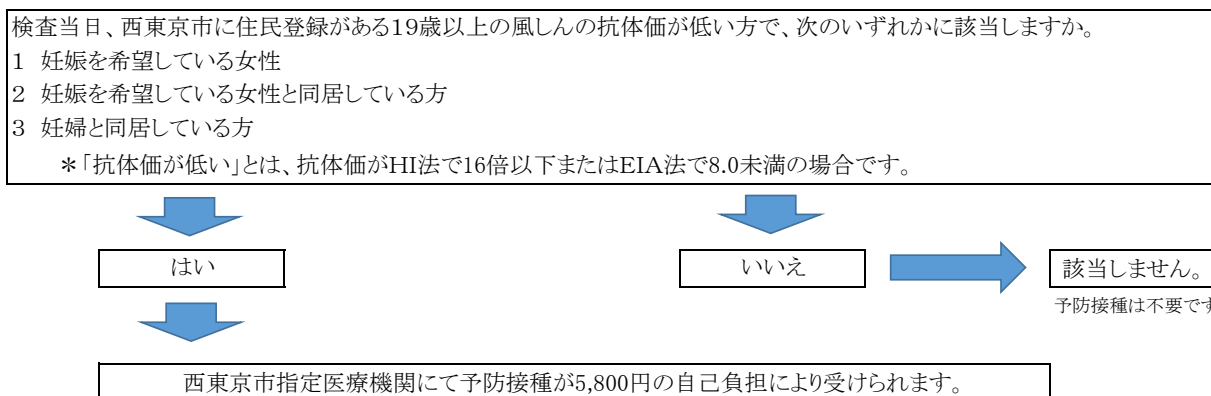 検査当日、西東京市に住民登録がある19歳以上の風しんの抗体価が低い方で、次のいずれかに該当しますか。
1 妊娠を希望している女性
2 妊娠を希望している女性と同居している方
3 妊婦と同居している方
＊「抗体価が低い」とは、抗体価がHI法で16倍以下またはEIA法で8.0未満の場合です。
はい
いいえ
該当しません。
予防接種は不要です
西東京市指定医療機関にて予防接種が5,800円の自己負担により受けられます。